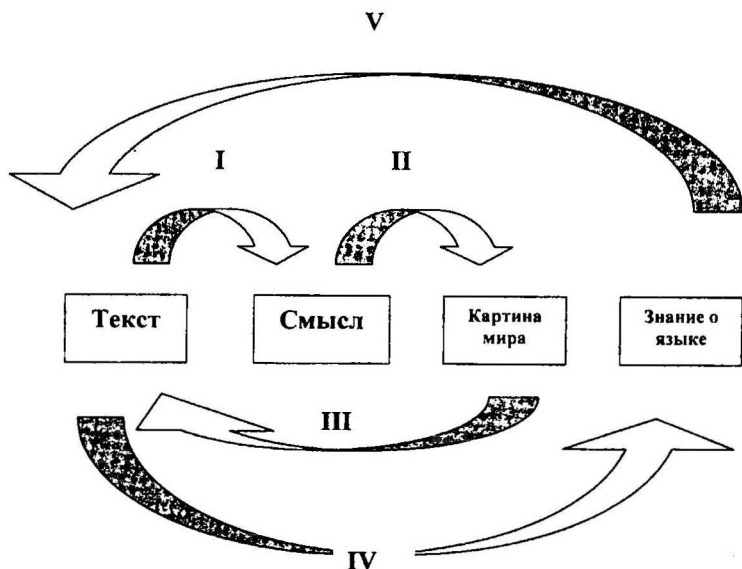 V
I
II
Текст
Смысл
Картина
мира
Знание о
языке
III
IV